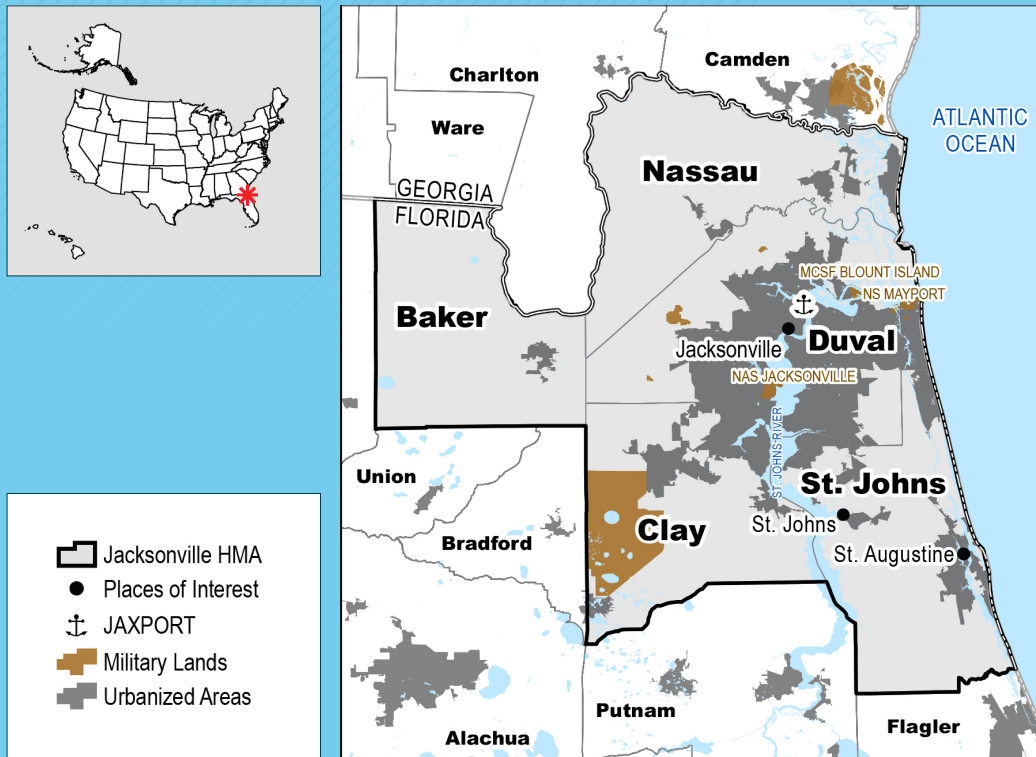 Jacksonville HMA
Places of Interest
JAXPORT
Military Lands
Urbanized Areas
Camden
Charlton
Ware
ATLANTIC
OCEAN
Nassau
GEORGIA
FLORIDA
MCSF BLOUNT ISLAND
NS MAYPORT
Baker
Jacksonville
Duval
NAS JACKSONVILLE
ST. JOHNS RIVER
Union
St. Johns
Clay
St. Johns
Bradford
St. Augustine
Putnam
Flagler
Alachua